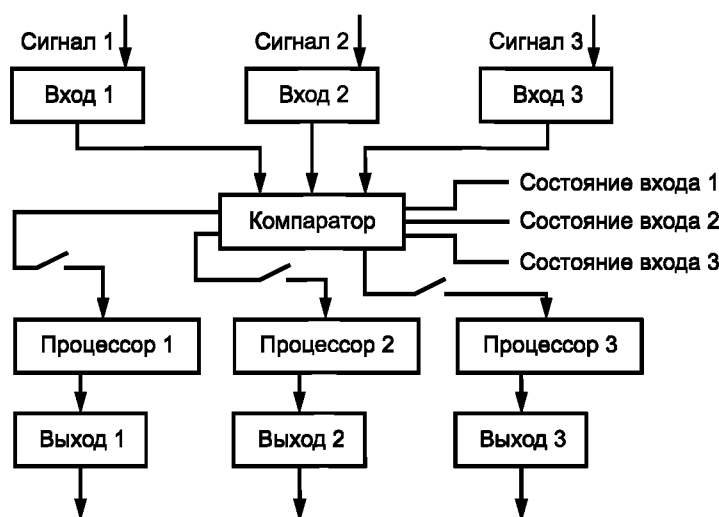 Сигнал 1
Сигнал 2
Сигнал 3
Вход 1
Вход 2
Вход 3
Компаратор
Состояние входа 1
Состояние входа 2
Состояние входа 3
Процессор 1
Процессор 2
Процессор 3
Выход 1
Выход 2
Выход 3